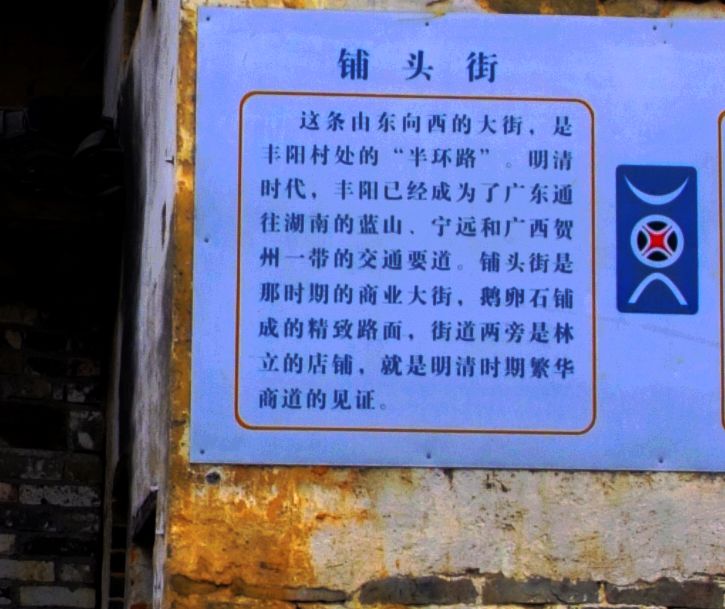 铺头街
这条由东向西的大街，是
丰阳村处的“半环路”。明清
时代，丰阳已经成为了广东通
往湖南的蓝山、宁远和广西贺
州一带的交通要道。铺头街是
那时期的商业大街，鹅卵石铺
成的精致路面，街道两旁是林
立的店铺，就是明清时期繁华
商道的见证。